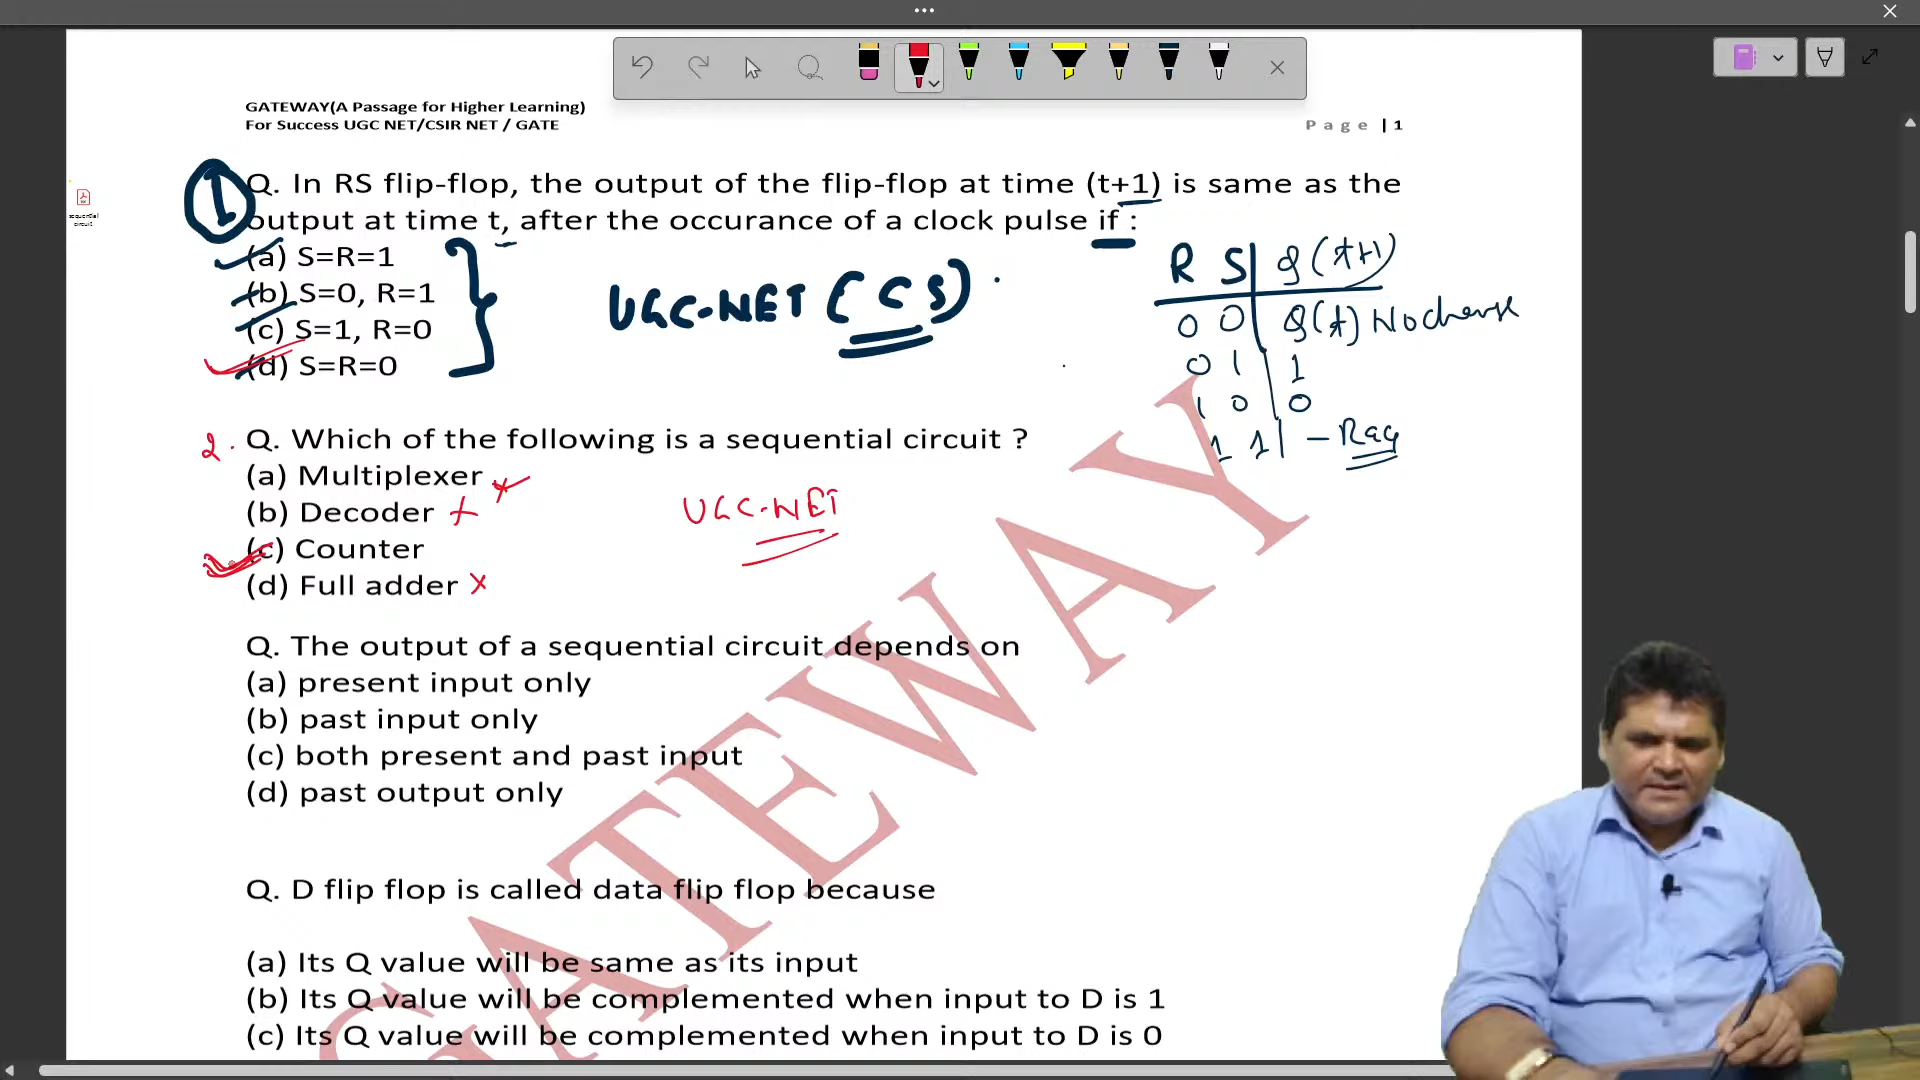 GATEWAY(A Passage for Higher Learning)
For Success UGC NET/CSIR NET / GATE
Page |1
sequential
circuit
1 Q. In RS flip-flop, the output of the flip-flop at time (t+1) is same as the
output at time t, after the occurance of a clock pulse if :
(a) S=R=1
(b) S=0, R=1
(c) S=1, R=0
(d) S=R=0
UGC-NET (CS)
R S Q(t+1)
0 0 Q(t) No change
0 1 1
1 0 0
1 1 -
2. Q. Which of the following is a sequential circuit ?
(a) Multiplexer
(b) Decoder
(c) Counter
(d) Full adder
UGC-NET
Q. The output of a sequential circuit depends on
(a) present input only
(b) past input only
(c) both present and past input
(d) past output only
Q. D flip flop is called data flip flop because
(a) Its Q value will be same as its input
(b) Its Q value will be complemented when input to D is 1
(c) Its Q value will be complemented when input to D is 0
GATEWAY